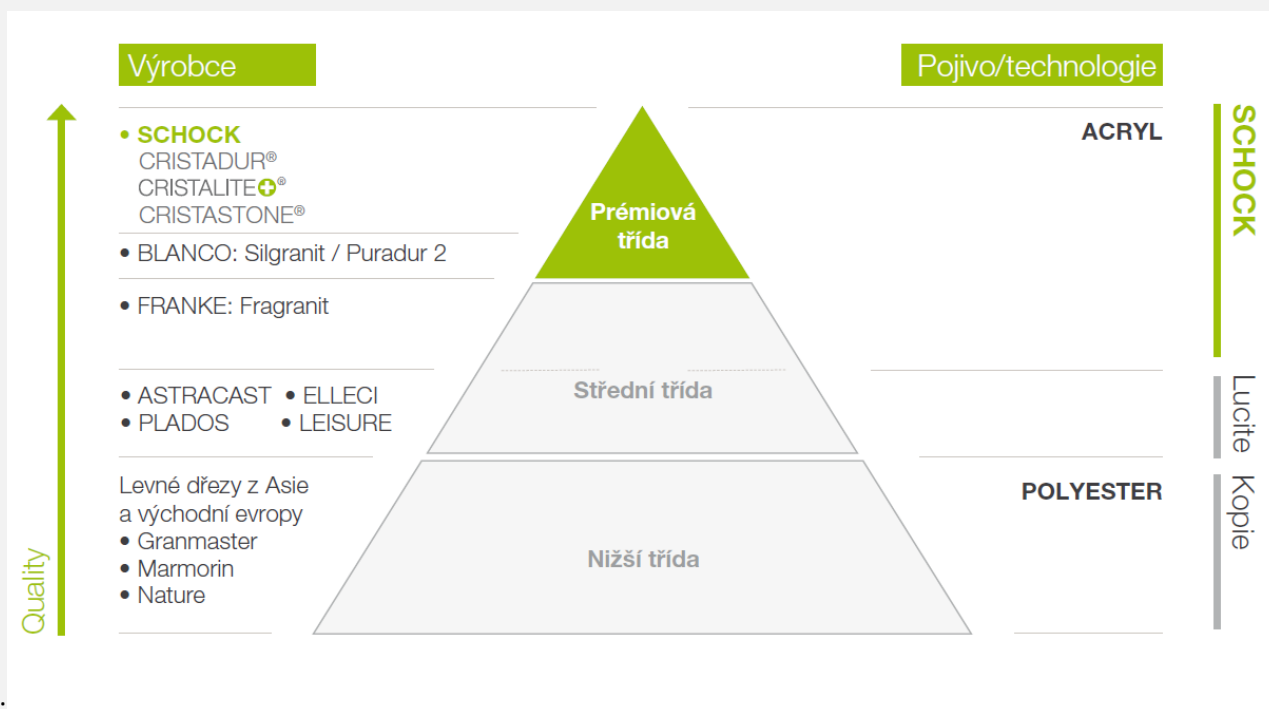 Výrobce
Pojivo/technologie
• SCHOCK
CRISTADUR®
CRISTALITE✚®
CRISTASTONE®
• BLANCO: Silgranit / Puradur 2
• FRANKE: Fragranit
• ASTRACAST • ELLECI
• PLADOS • LEISURE
Levné dřezy z Asie
a východní evropy
• Granmaster
• Marmorin
• Nature
Quality
Prémiová
třída
Střední třída
Nižší třída
ACRYL
POLYESTER
SCHOCK
Lucite
Kopie
.